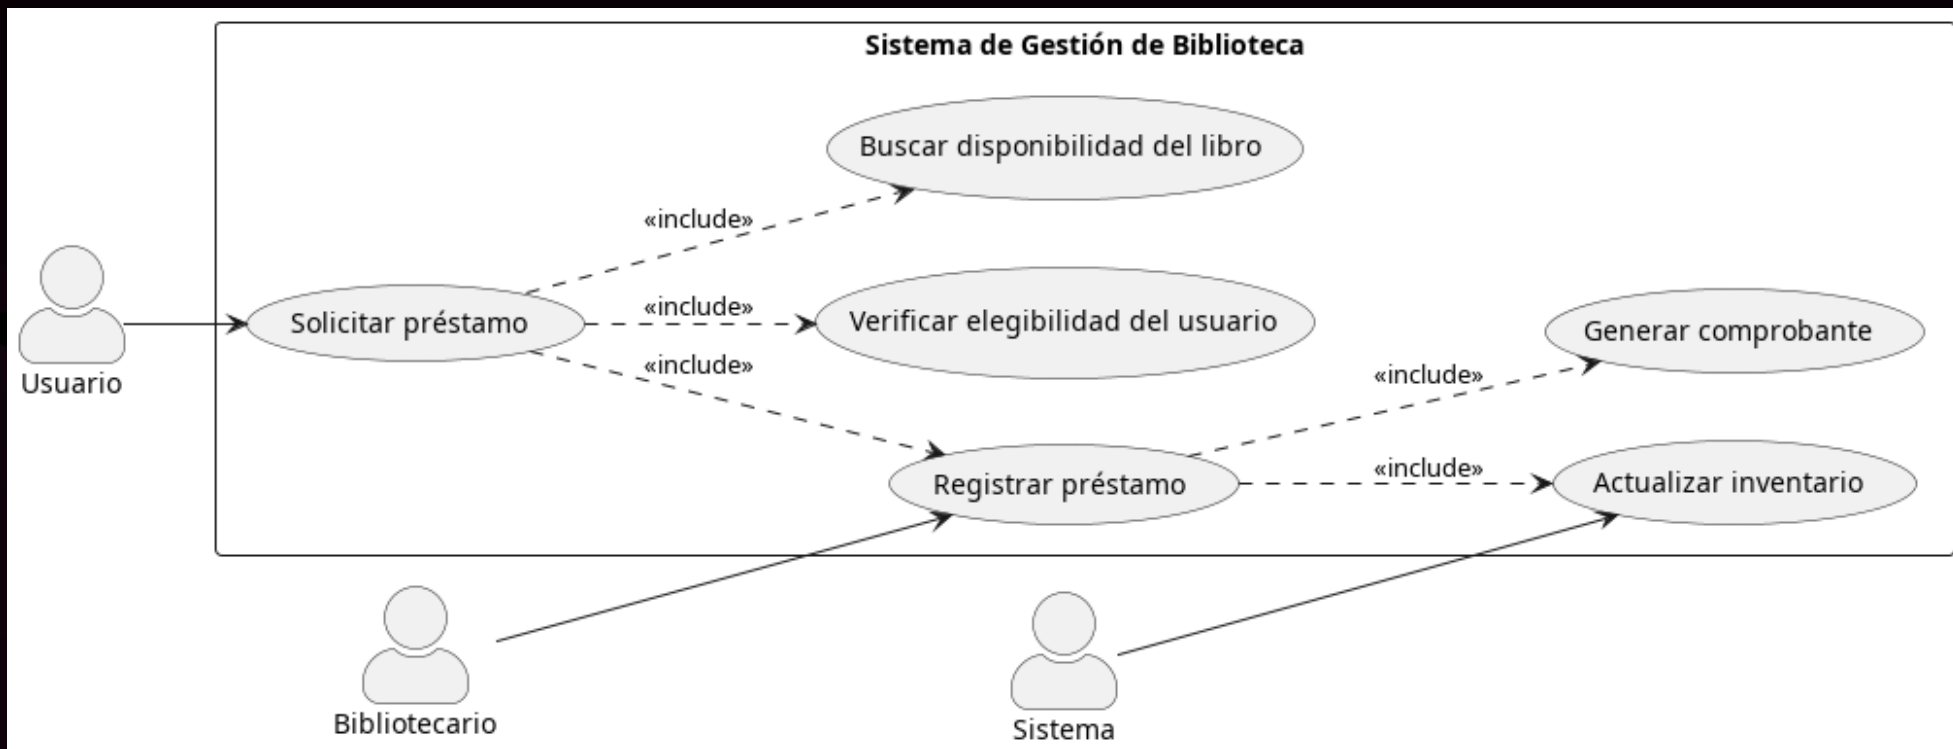 Sistema de Gestión de Biblioteca
Buscar disponibilidad del libro
«include»
Solicitar préstamo
«include»
Verificar elegibilidad del usuario
Generar comprobante
«include»
«include»
Usuario
Registrar préstamo
«include»
Actualizar inventario
Bibliotecario
Sistema